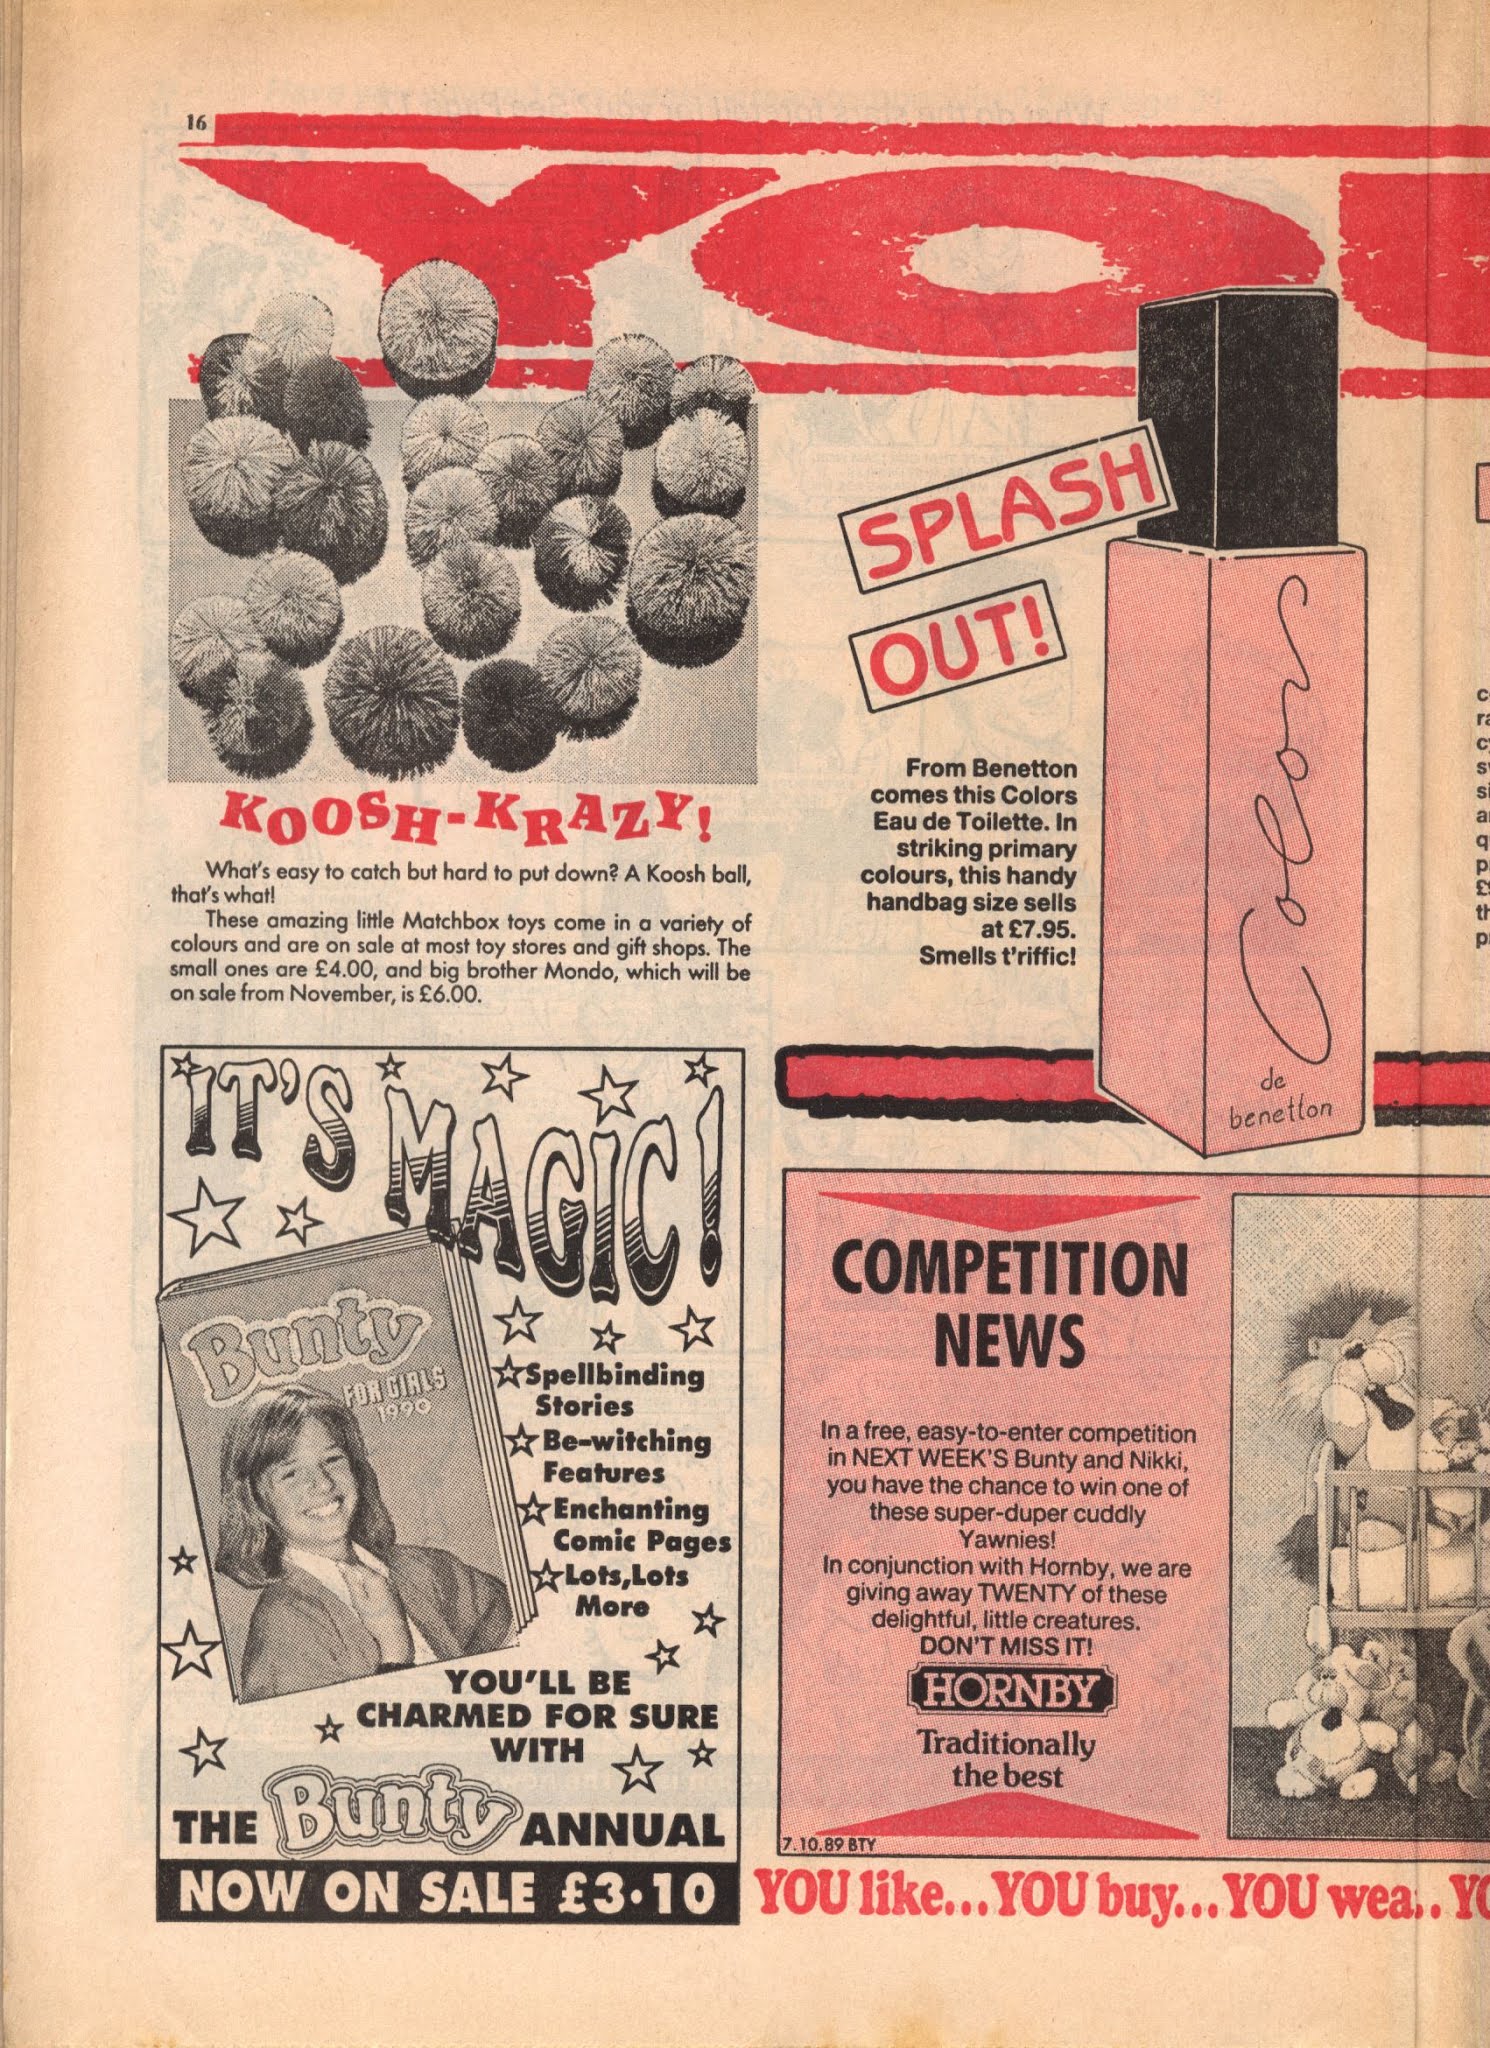 16
YOU
KOOSH-KRAZY!
What's easy to catch but hard to put down? A Koosh ball,
that's what!
These amazing little Matchbox toys come in a variety of
colours and are on sale at most toy stores and gift shops. The
small ones are £4.00, and big brother Mondo, which will be
on sale from November, is £6.00.
SPLASH
OUT!
From Benetton
comes this Colors
Eau de Toilette. In
striking primary
colours, this handy
handbag size sells
at £7.95.
Smells t'riffic!
Colors
de
benetton
IT'S MAGIC!
Bunty
FOR GIRLS
1990
Spellbinding
Stories
Be-witching
Features
Enchanting
Comic Pages
Lots,Lots
More
YOU'LL BE
CHARMED FOR SURE
WITH
THE Bunty ANNUAL
NOW ON SALE £3·10
COMPETITION
NEWS
In a free, easy-to-enter competition
in NEXT WEEK'S Bunty and Nikki,
you have the chance to win one of
these super-duper cuddly
Yawnies!
In conjunction with Hornby, we are
giving away TWENTY of these
delightful, little creatures.
DON'T MISS IT!
HORNBY
Traditionally
the best
7.10.89 BTY
YOU like...YOU buy...YOU wea..